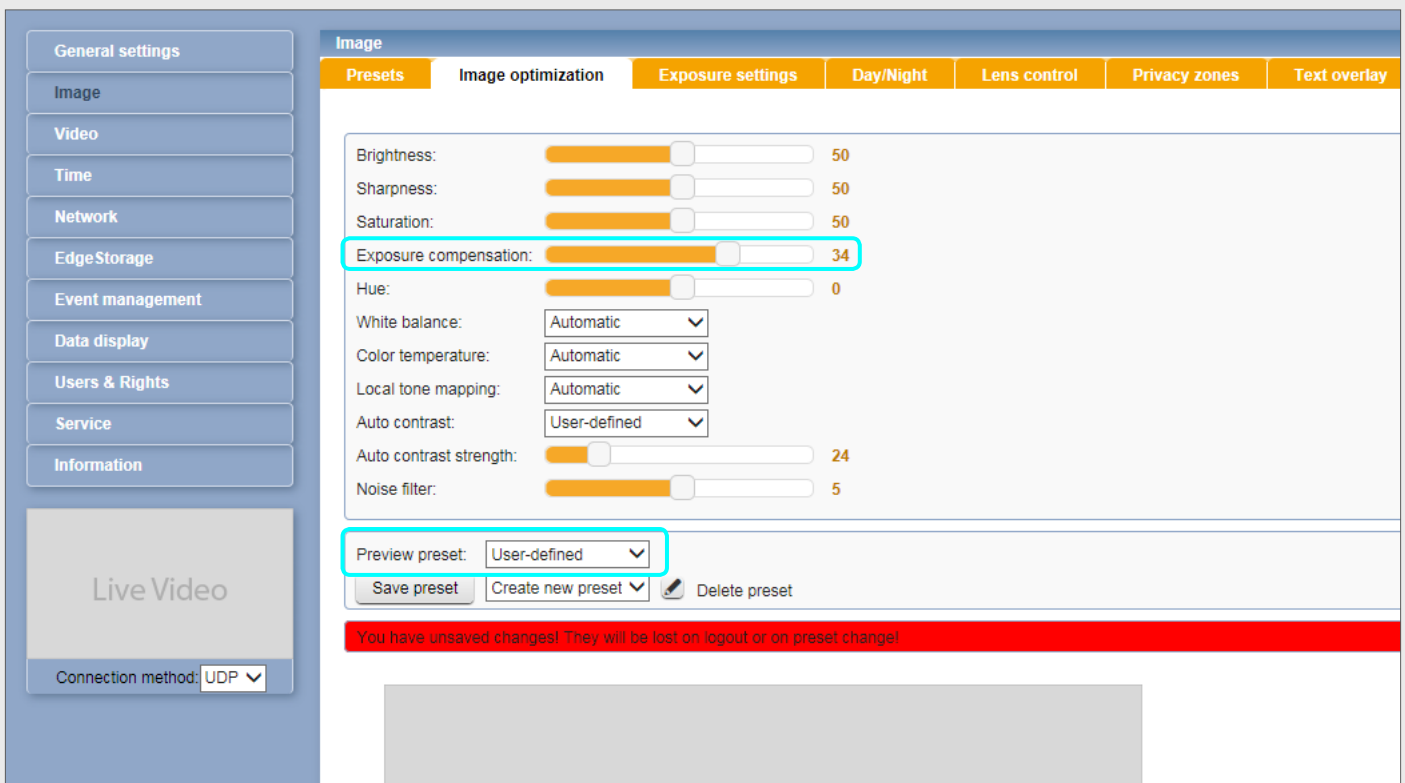 General settings
Image
Video
Time
Network
EdgeStorage
Event management
Data display
Users & Rights
Service
Information
Live Video
Connection method: UDP
Image
Presets Image optimization Exposure settings Day/Night Lens control Privacy zones Text overlay
Brightness: 50
Sharpness: 50
Saturation: 50
Exposure compensation: 34
Hue: 0
White balance: Automatic
Color temperature: Automatic
Local tone mapping: Automatic
Auto contrast: User-defined
Auto contrast strength: 24
Noise filter: 5
Preview preset: User-defined
Save preset Create new preset Delete preset
You have unsaved changes! They will be lost on logout or on preset change!